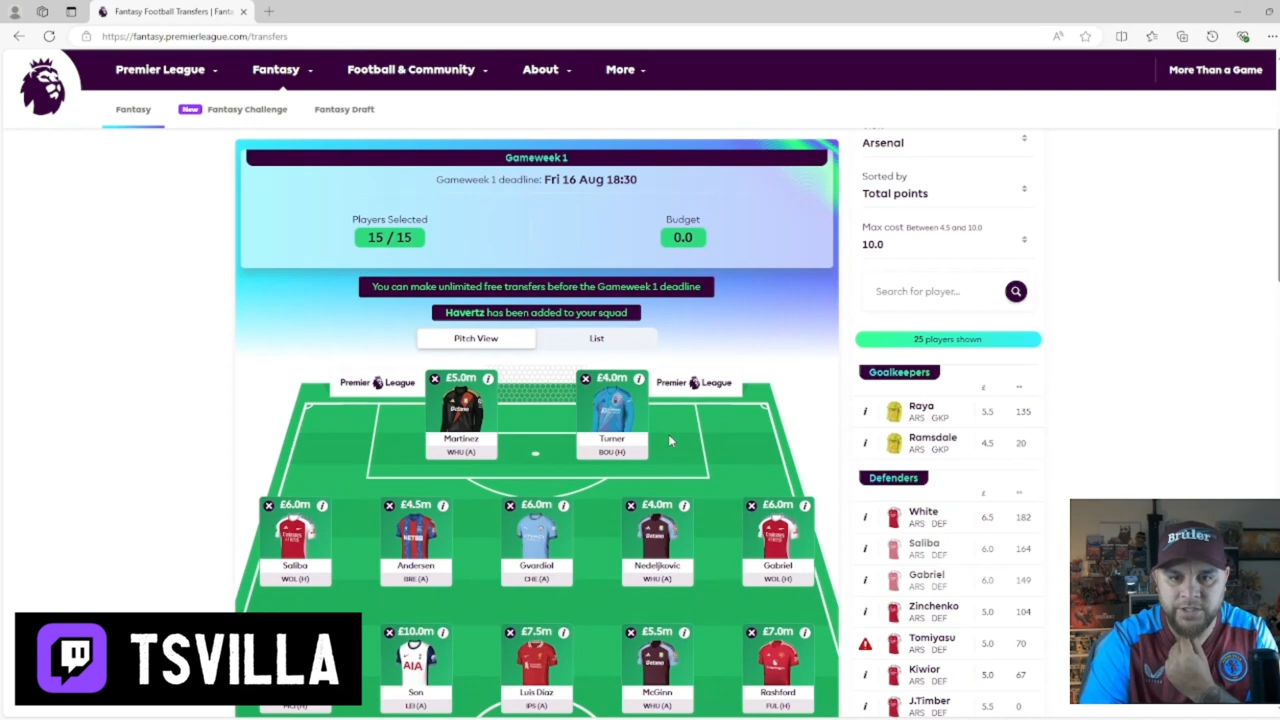 Fantasy Football Transfers | Fant
https://fantasy.premierleague.com/transfers
Premier League
Fantasy
Football & Community
About
More
More Than a Game
Fantasy
New
Fantasy Challenge
Fantasy Draft
Gameweek 1
Gameweek 1 deadline: Fri 16 Aug 18:30
Players Selected
15 / 15
Budget
0.0
You can make unlimited free transfers before the Gameweek 1 deadline
Havertz has been added to your squad
Pitch View
List
Premier League
Premier League
£5.0m
Martinez
WHU (A)
£4.0m
Turner
BOU (H)
£6.0m
Saliba
WOL (H)
£4.5m
Andersen
BRE (A)
£6.0m
Gvardiol
CHE (A)
£4.0m
Nedeljkovic
WHU (A)
£6.0m
Gabriel
WOL (H)
£10.0m
AIA
Son
LEI (A)
£7.5m
Luis Díaz
IPS (A)
£5.5m
McGinn
WHU (A)
£7.0m
Rashford
FUL (H)
Arsenal
Sorted by
Total points
Max cost Between 4.5 and 10.0
10.0
Search for player...
25 players shown
Goalkeepers
£
**
Raya
ARS GKP
5.5
135
Ramsdale
ARS GKP
4.5
20
Defenders
£
**
White
ARS DEF
6.5
182
Saliba
ARS DEF
6.0
164
Gabriel
ARS DEF
6.0
149
Zinchenko
ARS DEF
5.0
104
Tomiyasu
ARS DEF
5.0
70
Kiwior
ARS DEF
5.0
67
J.Timber
ARS DEF
5.5
0
TSVILLA
Brüler